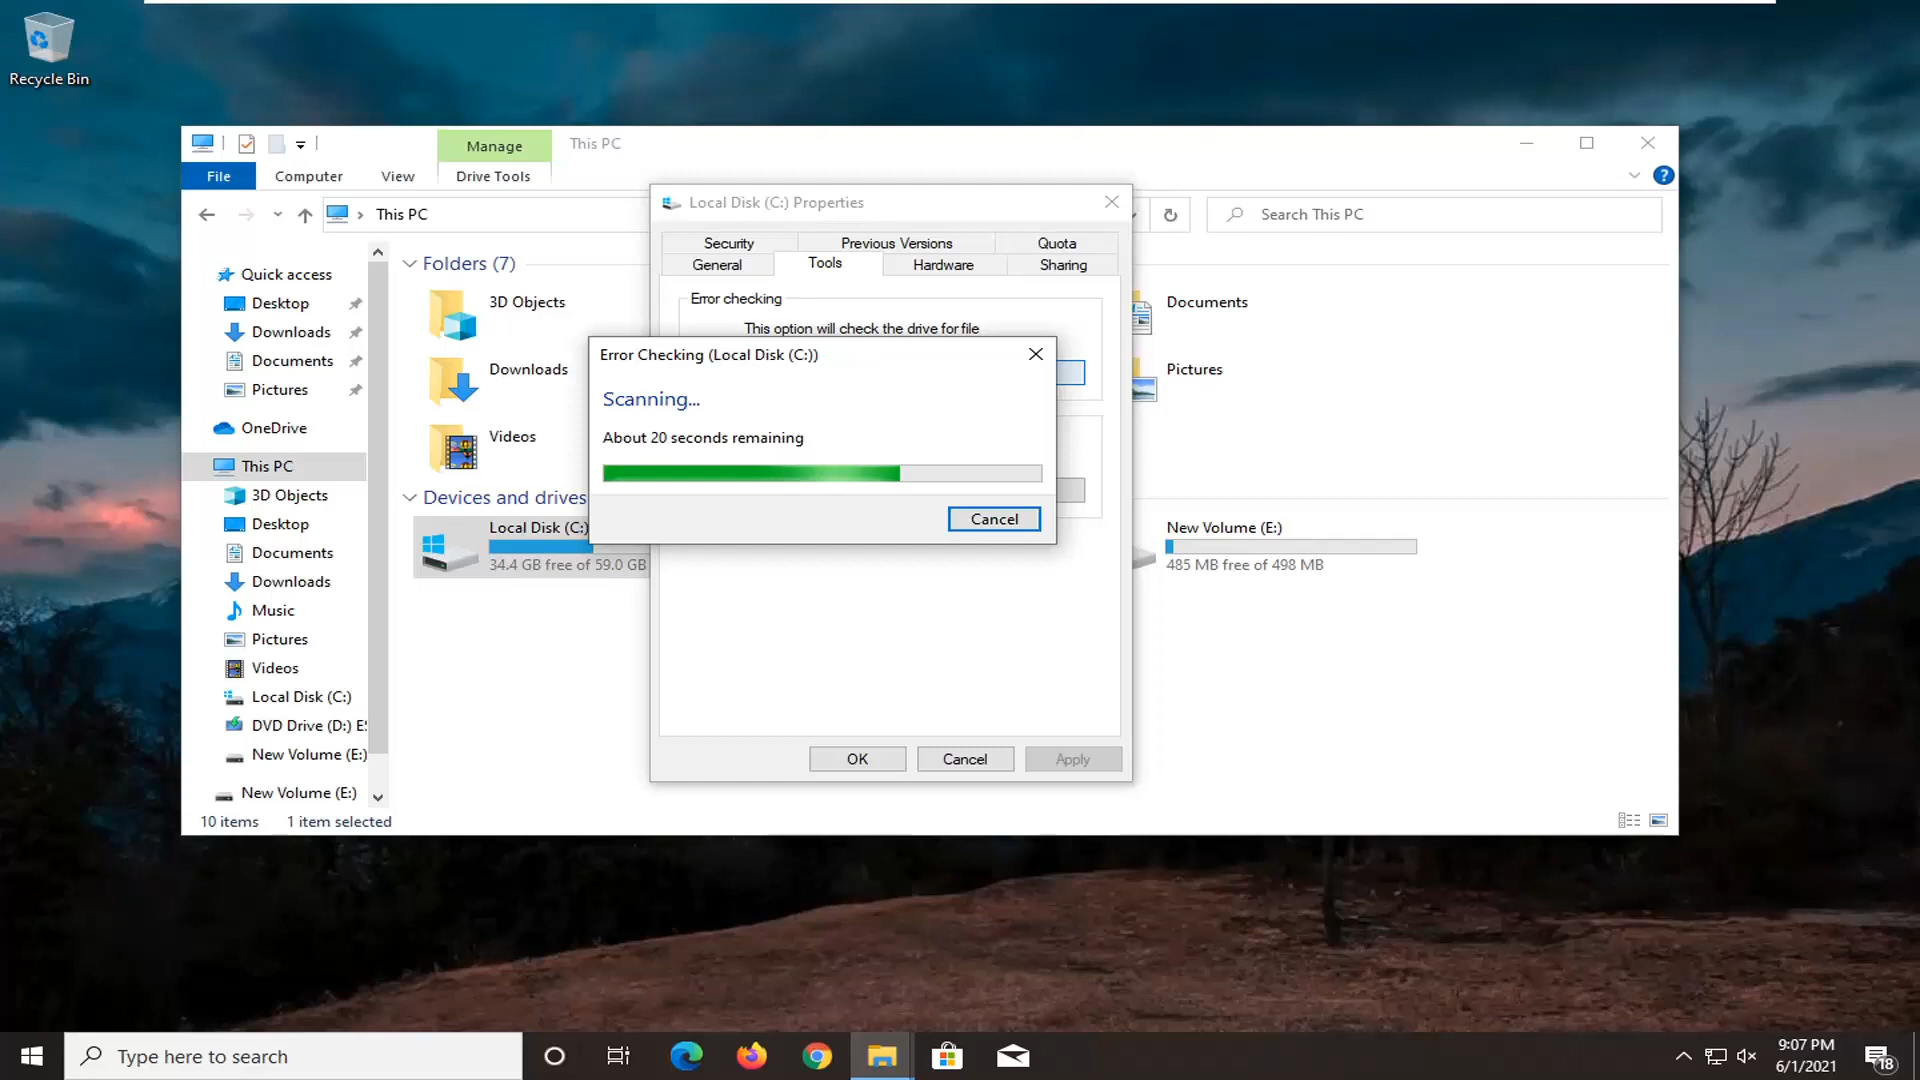 Recycle Bin
Manage
This PC
File
Computer
View
Drive Tools
This PC
Search This PC
Quick access
Desktop
Downloads
Documents
Pictures
OneDrive
This PC
3D Objects
Desktop
Documents
Downloads
Music
Pictures
Videos
Local Disk (C:)
DVD Drive (D:)
New Volume (E:)
New Volume (E:)
10 items
1 item selected
Folders (7)
3D Objects
Downloads
Videos
Documents
Pictures
Devices and drives
Local Disk (C:)
34.4 GB free of 59.0 GB
New Volume (E:)
485 MB free of 498 MB
Local Disk (C:) Properties
Security
Previous Versions
Quota
General
Tools
Hardware
Sharing
Error checking
This option will check the drive for file
Error Checking (Local Disk (C:))
Scanning...
About 20 seconds remaining
Cancel
OK
Cancel
Apply
Type here to search
9:07 PM
6/1/2021
18